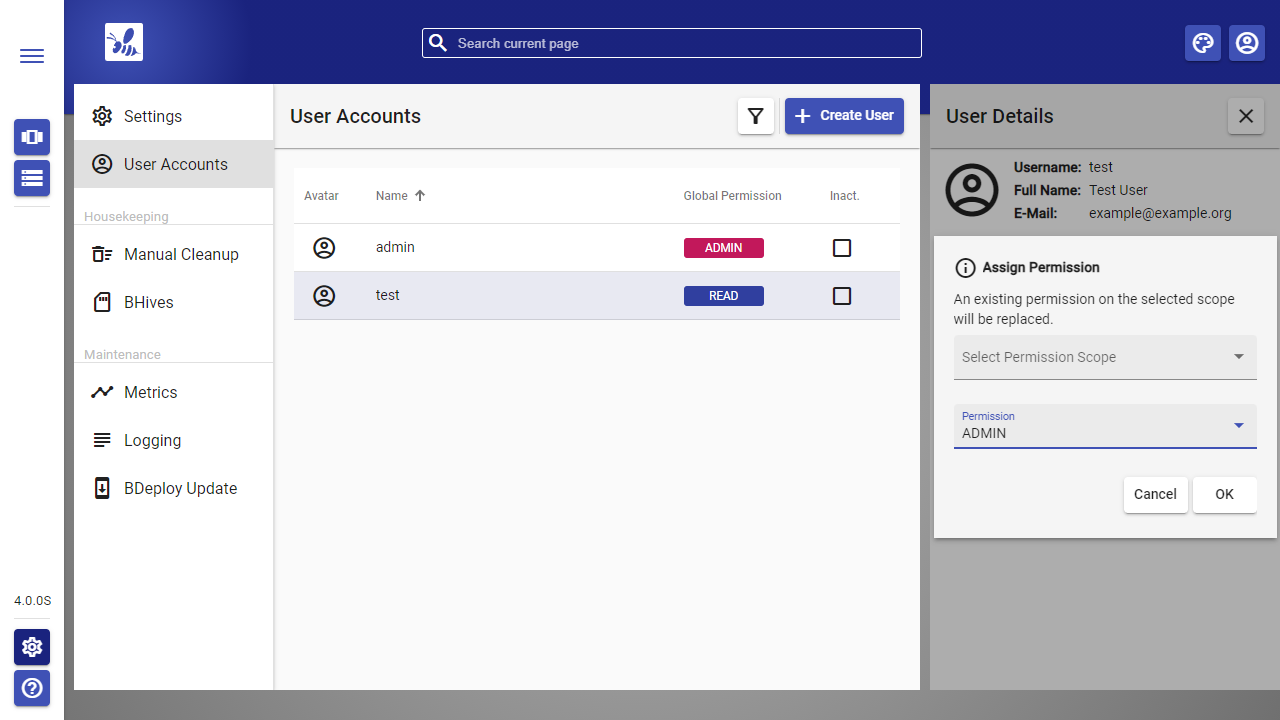 Search current page
Settings
User Accounts
Housekeeping
Manual Cleanup
BHives
Maintenance
Metrics
Logging
BDeploy Update
4.0.0S
User Accounts
Create User
Avatar Name Global Permission Inact.
admin ADMIN
test READ
User Details
Username: test
Full Name: Test User
E-Mail: example@example.org
Assign Permission
An existing permission on the selected scope
will be replaced.
Select Permission Scope
Permission
ADMIN
Cancel OK